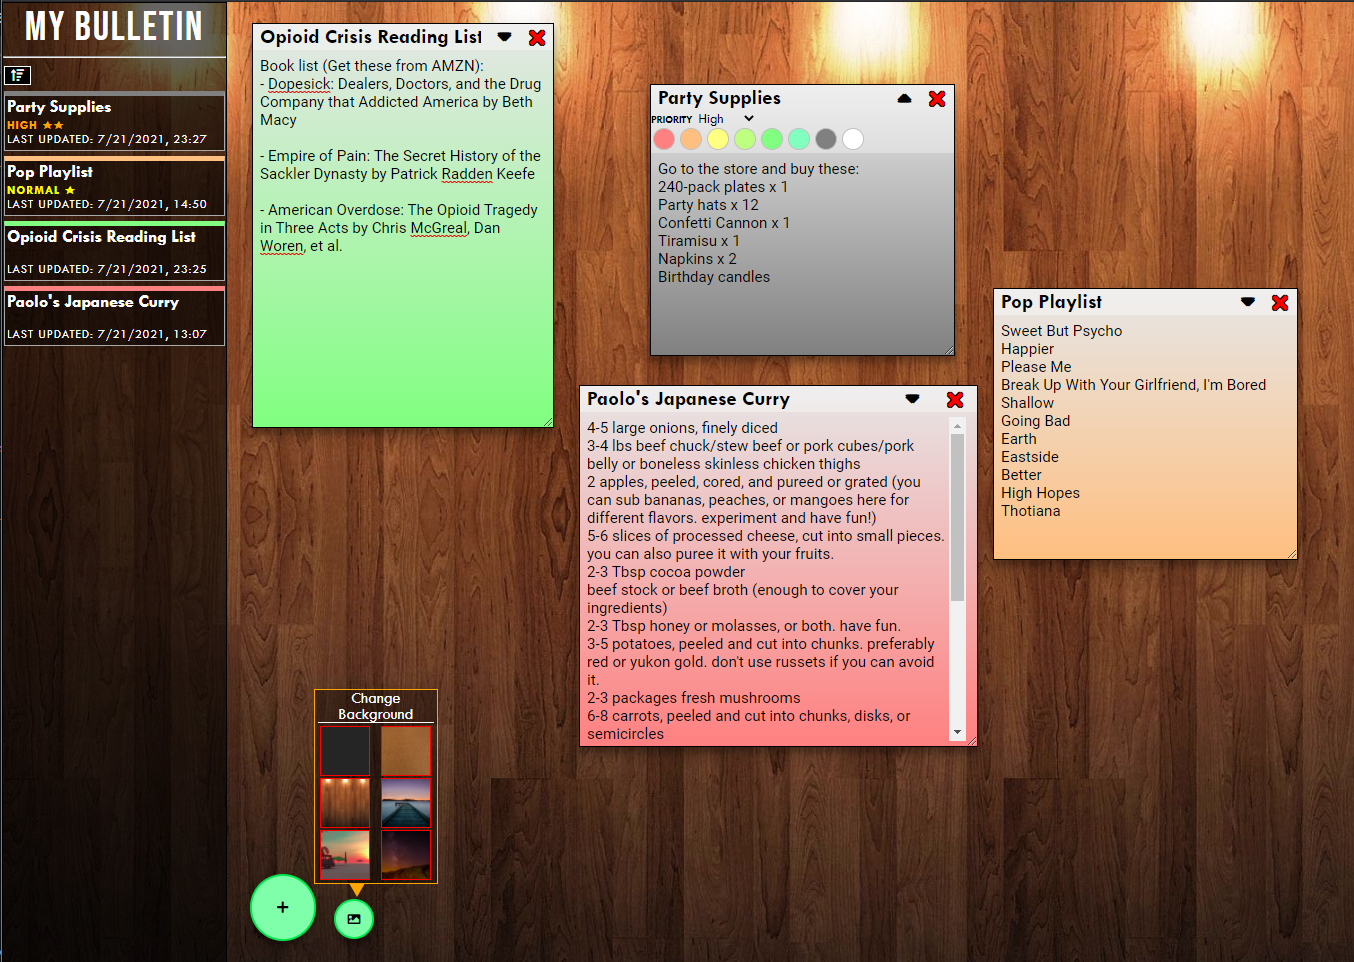 MY BULLETIN
Party Supplies
HIGH ★★
LAST UPDATED: 7/21/2021, 23:27
Pop Playlist
NORMAL ★
LAST UPDATED: 7/21/2021, 14:50
Opioid Crisis Reading List
LAST UPDATED: 7/21/2021, 23:25
Paolo's Japanese Curry
LAST UPDATED: 7/21/2021, 13:07
Opioid Crisis Reading List
Book list (Get these from AMZN):
- Dopesick: Dealers, Doctors, and the Drug
Company that Addicted America by Beth
Macy
- Empire of Pain: The Secret History of the
Sackler Dynasty by Patrick Radden Keefe
- American Overdose: The Opioid Tragedy
in Three Acts by Chris McGreal, Dan
Woren, et al.
Party Supplies
PRIORITY High
Go to the store and buy these:
240-pack plates x 1
Party hats x 12
Confetti Cannon x 1
Tiramisu x 1
Napkins x 2
Birthday candles
Pop Playlist
Sweet But Psycho
Happier
Please Me
Break Up With Your Girlfriend, I'm Bored
Shallow
Going Bad
Earth
Eastside
Better
High Hopes
Thotiana
Paolo's Japanese Curry
4-5 large onions, finely diced
3-4 lbs beef chuck/stew beef or pork cubes/pork
belly or boneless skinless chicken thighs
2 apples, peeled, cored, and pureed or grated (you
can sub bananas, peaches, or mangoes here for
different flavors. experiment and have fun!)
5-6 slices of processed cheese, cut into small pieces.
you can also puree it with your fruits.
2-3 Tbsp cocoa powder
beef stock or beef broth (enough to cover your
ingredients)
2-3 Tbsp honey or molasses, or both. have fun.
3-5 potatoes, peeled and cut into chunks. preferably
red or yukon gold. don't use russets if you can avoid
it.
2-3 packages fresh mushrooms
6-8 carrots, peeled and cut into chunks, disks, or
semicircles
Change
Background
+